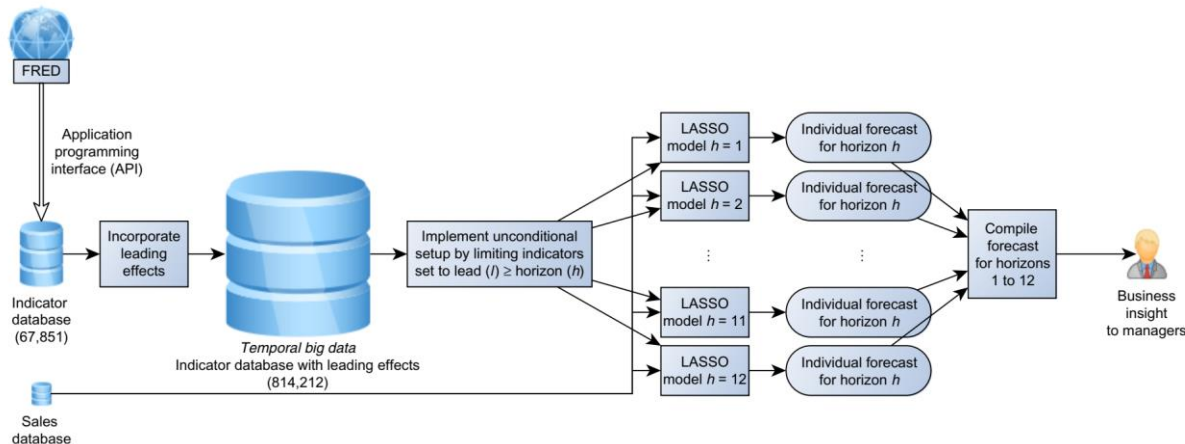 FRED
Application
programming
interface (API)
Indicator
database
(67,851)
Incorporate
leading
effects
Temporal big data
Indicator database with leading effects
(814,212)
Implement unconditional
setup by limiting indicators
set to lead (l) ≥ horizon (h)
LASSO
model h = 1
Individual forecast
for horizon h
LASSO
model h = 2
Individual forecast
for horizon h
⋮
⋮
LASSO
model h = 11
Individual forecast
for horizon h
LASSO
model h = 12
Individual forecast
for horizon h
Compile
forecast
for horizons
1 to 12
Business
insight
to managers
Sales
database